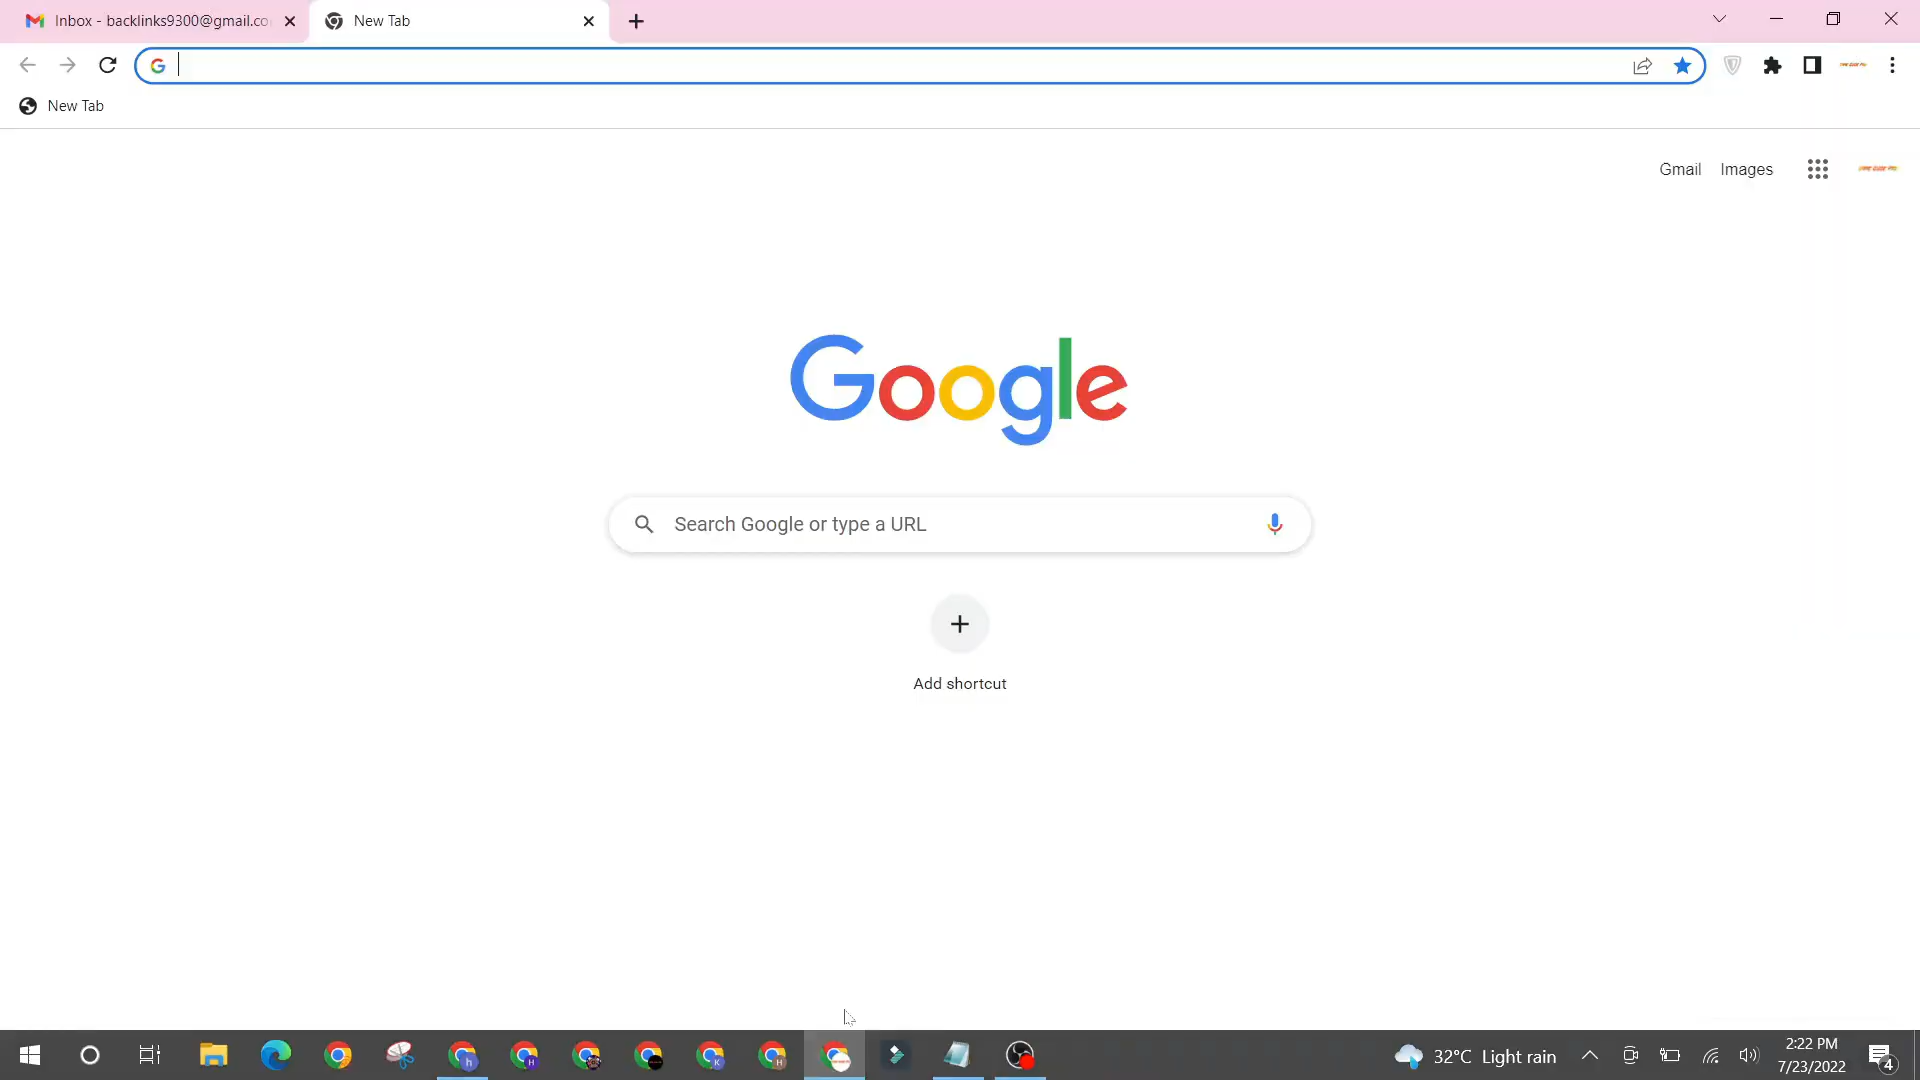 Inbox - backlinks9300@gmail.co
New Tab
New Tab
Gmail Images
Google
Search Google or type a URL
Add shortcut
32°C Light rain
2:22 PM
7/23/2022
4